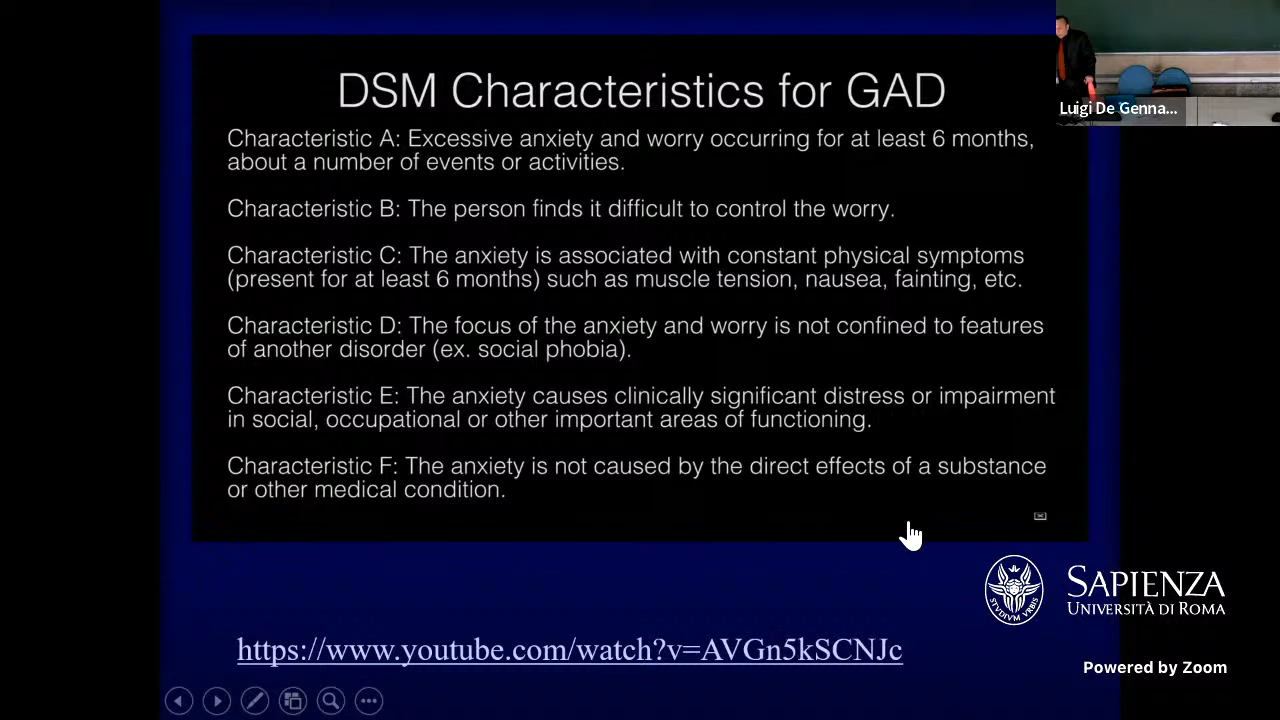 DSM Characteristics for GAD
Luigi De Genna...
Characteristic A: Excessive anxiety and worry occurring for at least 6 months,
about a number of events or activities.
Characteristic B: The person finds it difficult to control the worry.
Characteristic C: The anxiety is associated with constant physical symptoms
(present for at least 6 months) such as muscle tension, nausea, fainting, etc.
Characteristic D: The focus of the anxiety and worry is not confined to features
of another disorder (ex. social phobia).
Characteristic E: The anxiety causes clinically significant distress or impairment
in social, occupational or other important areas of functioning.
Characteristic F: The anxiety is not caused by the direct effects of a substance
or other medical condition.
STVDIVM VRBIS
SAPIENZA
UNIVERSITÀ DI ROMA
https://www.youtube.com/watch?v=AVGn5kSCNJc
Powered by Zoom